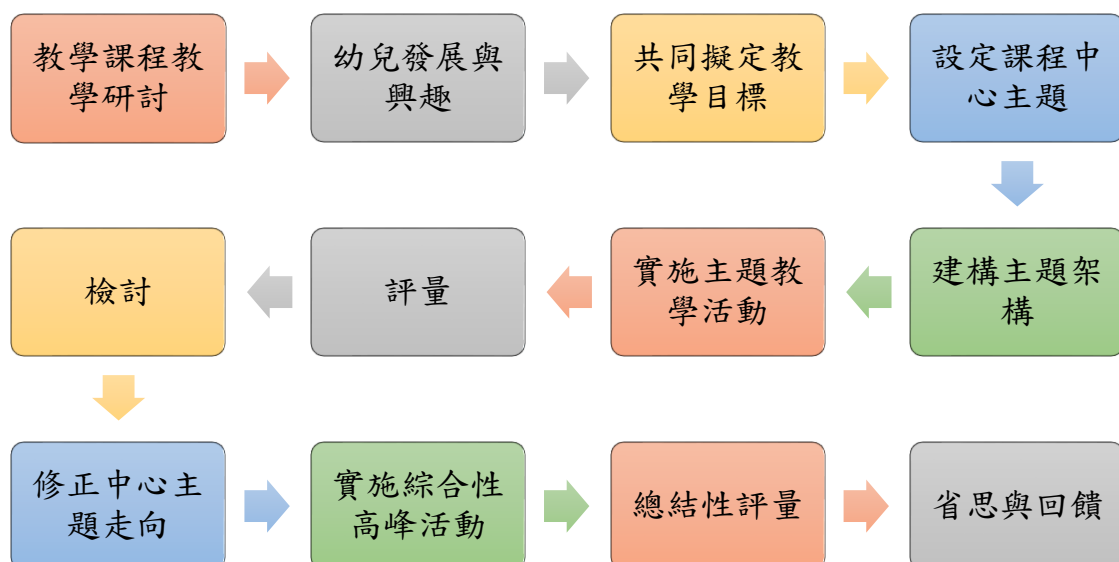 教學課程教
學研討
幼兒發展與
興趣
共同擬定教
學目標
設定課程中
心主題
建構主題架
構
實施主題教
學活動
評量
檢討
修正中心主
題走向
實施綜合性
高峰活動
總結性評量
省思與回饋